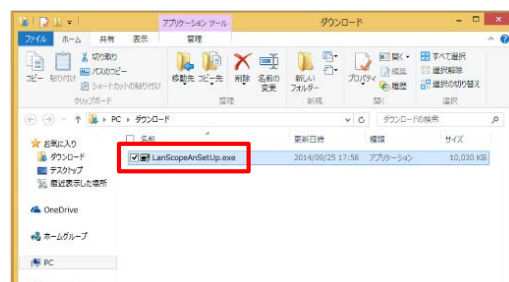 アプリケーション ツール
ダウンロード
ファイル ホーム 共有 表示 管理
コピー 貼り付け
切り取り
パスのコピー
ショートカットの貼り付け
クリップボード
移動先 コピー先 削除 名前の変更
整理
新しいフォルダー
新規
プロパティ
開く
編集
履歴
開く
すべて選択
選択解除
選択の切り替え
選択
PC ダウンロード
ダウンロードの検索
お気に入り
ダウンロード
デスクトップ
最近表示した場所
OneDrive
ホームグループ
PC
名前 更新日時 種類 サイズ
LanScopeAnSetUp.exe 2014/09/25 17:58 アプリケーション 10,030 KB